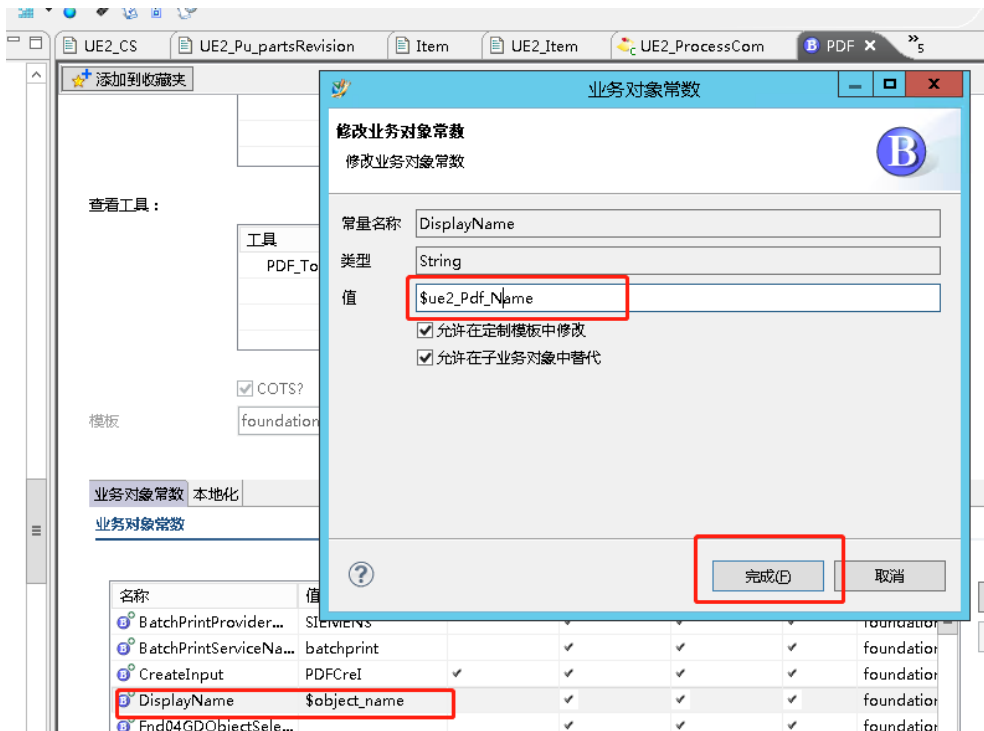 UE2_CS UE2_Pu_partsRevision Item UE2_Item UE2_ProcessCom PDF 5
添加到收藏夹
业务对象常数
修改业务对象常数
修改业务对象常数
常量名称 DisplayName
类型 String
值 $ue2_Pdf_Name
允许在定制模板中修改
允许在子业务对象中替代
查看工具：
工具
PDF_To
COTS?
模板 foundation
业务对象常数 本地化
业务对象常数
完成(F) 取消
名称 值
BatchPrintProvider... SIEMENS foundation
BatchPrintServiceNa... batchprint foundation
CreateInput PDFCreI foundation
DisplayName $object_name foundation
Fnd04GDObjectSele... foundation